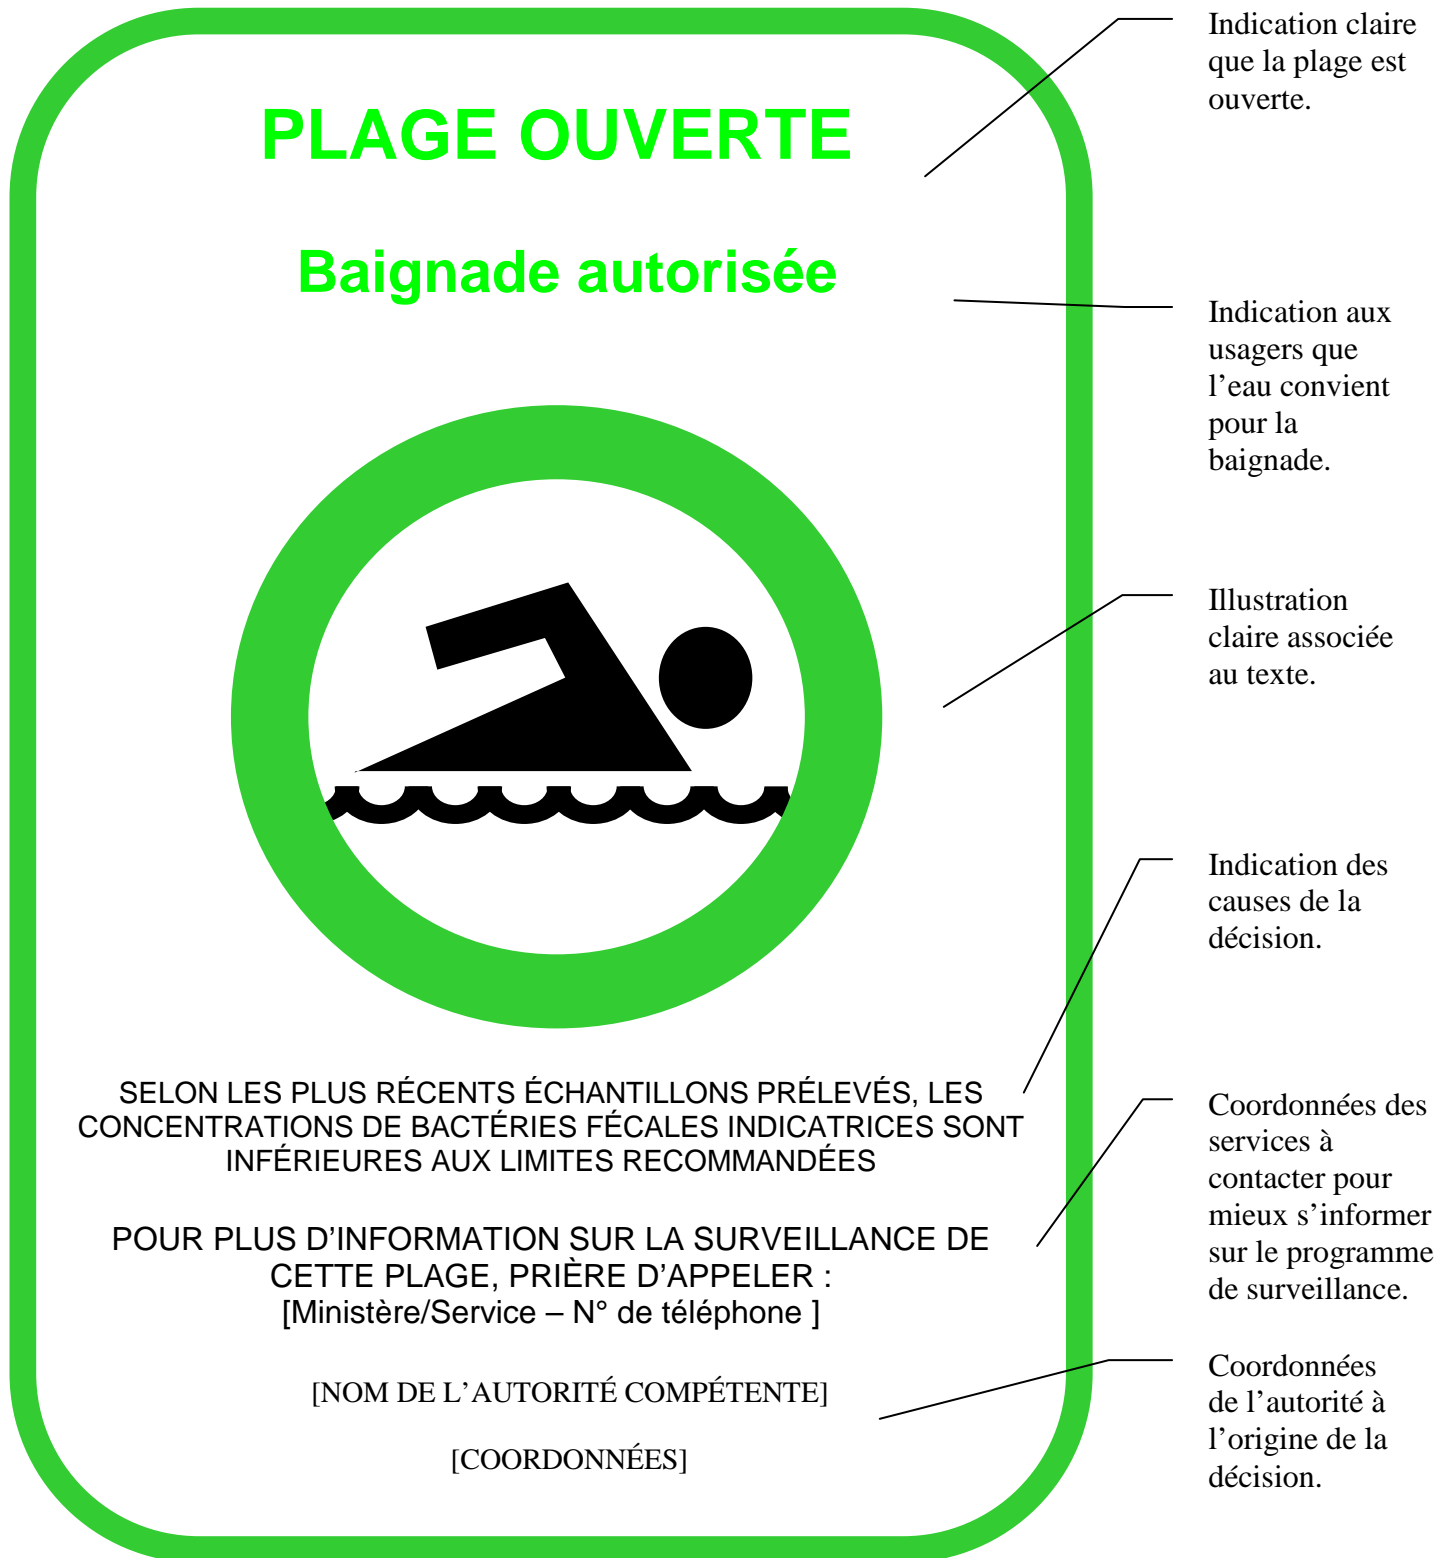 PLAGE OUVERTE
Baignade autorisée
SELON LES PLUS RÉCENTS ÉCHANTILLONS PRÉLEVÉS, LES
CONCENTRATIONS DE BACTÉRIES FÉCALES INDICATRICES SONT
INFÉRIEURES AUX LIMITES RECOMMANDÉES
POUR PLUS D'INFORMATION SUR LA SURVEILLANCE DE
CETTE PLAGE, PRIÈRE D'APPELER :
[Ministère/Service – N° de téléphone ]
[NOM DE L'AUTORITÉ COMPÉTENTE]
[COORDONNÉES]
Indication claire
que la plage est
ouverte.
Indication aux
usagers que
l'eau convient
pour la
baignade.
Illustration
claire associée
au texte.
Indication des
causes de la
décision.
Coordonnées des
services à
contacter pour
mieux s'informer
sur le programme
de surveillance.
Coordonnées
de l'autorité à
l'origine de la
décision.